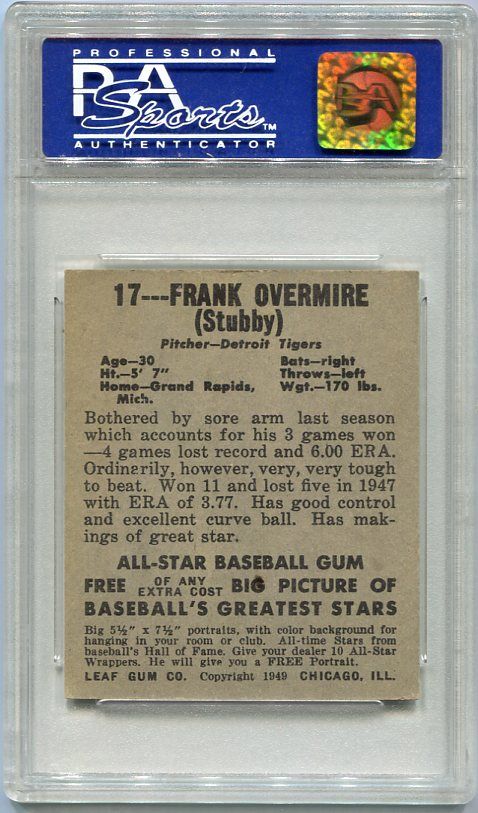 PROFESSIONAL
PSA
Sports™
AUTHENTICATOR
PSA
17---FRANK OVERMIRE
(Stubby)
Pitcher—Detroit Tigers
Age—30 Bats—right
Ht.—5' 7" Throws—left
Home—Grand Rapids, Wgt.—170 lbs.
Mich.
Bothered by sore arm last season
which accounts for his 3 games won
—4 games lost record and 6.00 ERA.
Ordinarily, however, very, very tough
to beat. Won 11 and lost five in 1947
with ERA of 3.77. Has good control
and excellent curve ball. Has mak-
ings of great star.
ALL-STAR BASEBALL GUM
FREE OF ANY EXTRA COST BIG PICTURE OF
BASEBALL'S GREATEST STARS
Big 5½" x 7½" portraits, with color background for
hanging in your room or club. All-time Stars from
baseball's Hall of Fame. Give your dealer 10 All-Star
Wrappers. He will give you a FREE Portrait.
LEAF GUM CO. Copyright 1949 CHICAGO, ILL.